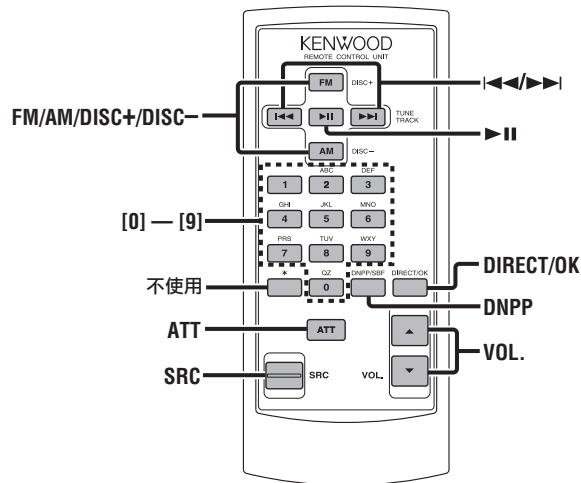 KENWOOD
REMOTE CONTROL UNIT
FM DISC+
FM/AM/DISC+/DISC−
TUNE
TRACK
AM DISC−
ABC DEF
1 2 3
GHI JKL MNO
[0] — [9]
4 5 6
PRS TUV WXY
7 8 9
* QZ DNPP/SBF DIRECT/OK
0
DIRECT/OK
不使用
DNPP
ATT
ATT
VOL.
SRC
SRC VOL.